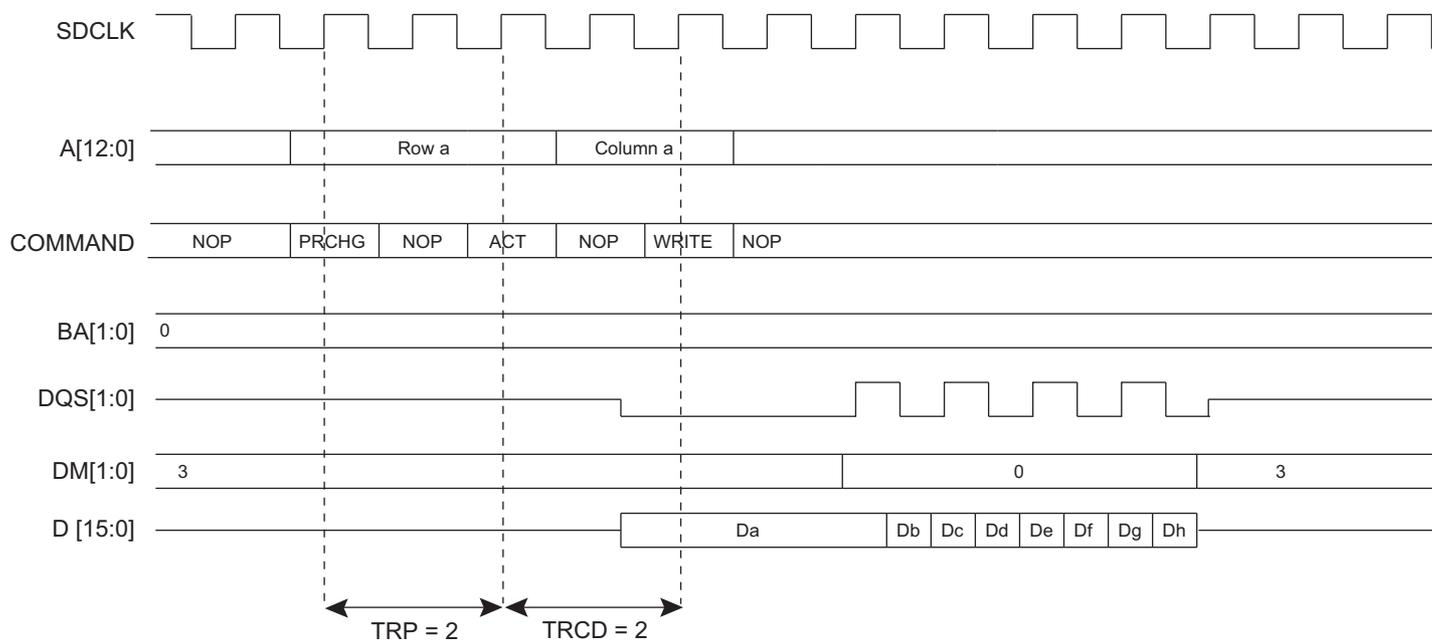 SDCLK
A[12:0] Row a Column a
COMMAND NOP PRCHG NOP ACT NOP WRITE NOP
BA[1:0] 0
DQS[1:0]
DM[1:0] 3 0 3
D [15:0] Da Db Dc Dd De Df Dg Dh
TRP = 2 TRCD = 2